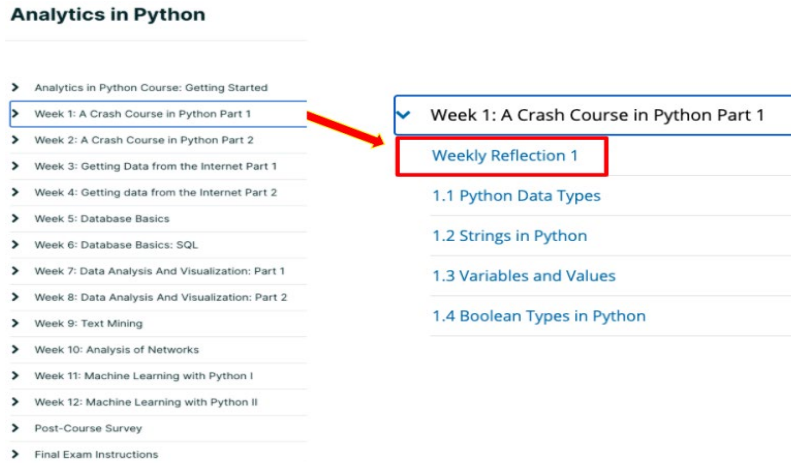 Analytics in Python
Analytics in Python Course: Getting Started
Week 1: A Crash Course in Python Part 1
Week 2: A Crash Course in Python Part 2
Week 3: Getting Data from the Internet Part 1
Week 4: Getting data from the Internet Part 2
Week 5: Database Basics
Week 6: Database Basics: SQL
Week 7: Data Analysis And Visualization: Part 1
Week 8: Data Analysis And Visualization: Part 2
Week 9: Text Mining
Week 10: Analysis of Networks
Week 11: Machine Learning with Python I
Week 12: Machine Learning with Python II
Post-Course Survey
Final Exam Instructions
Week 1: A Crash Course in Python Part 1
Weekly Reflection 1
1.1 Python Data Types
1.2 Strings in Python
1.3 Variables and Values
1.4 Boolean Types in Python